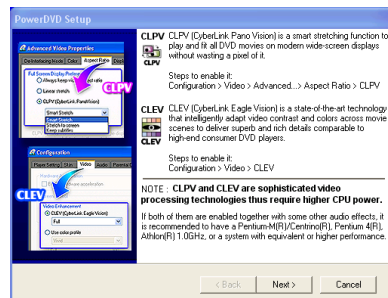 PowerDVD Setup
Advanced Video Properties
De-Interlacing Mode Color Aspect Ratio Display
Full Screen Display Preference
Always keep
Linear stretch
CLPV (CyberLink PanoVision)
CLPV
Smart Stretch
Smart Stretch
Stretch to screen
Keep subtitles
Configuration
Player Setting Video Audio Parental
Hardware
acceleration
CLEV
Video Enhancement
CLEV (CyberLink Eagle Vision)
Full
Use color profile
Vivid
CLPV CLPV (CyberLink Pano Vision) is a smart stretching function to
play and fit all DVD movies on modern wide-screen displays
without wasting a pixel of it.
CLPV
Steps to enable it:
Configuration > Video > Advanced...> Aspect Ratio > CLPV
CLEV CLEV (CyberLink Eagle Vision) is a state-of-the-art technology
that intelligently adapt video contrast and colors across movie
scenes to deliver superb and rich details comparable to
high-end consumer DVD players.
CLEV
Steps to enable it:
Configuration > Video > CLEV
NOTE : CLPV and CLEV are sophisticated video
processing technologies thus require higher CPU power.
If both of them are enabled together with some other audio effects, it
is recommended to have a Pentium-M(R)/Centrino(R), Pentium 4(R),
Athlon(R) 1.0GHz, or a system with equivalent or higher performance.
< Back Next > Cancel